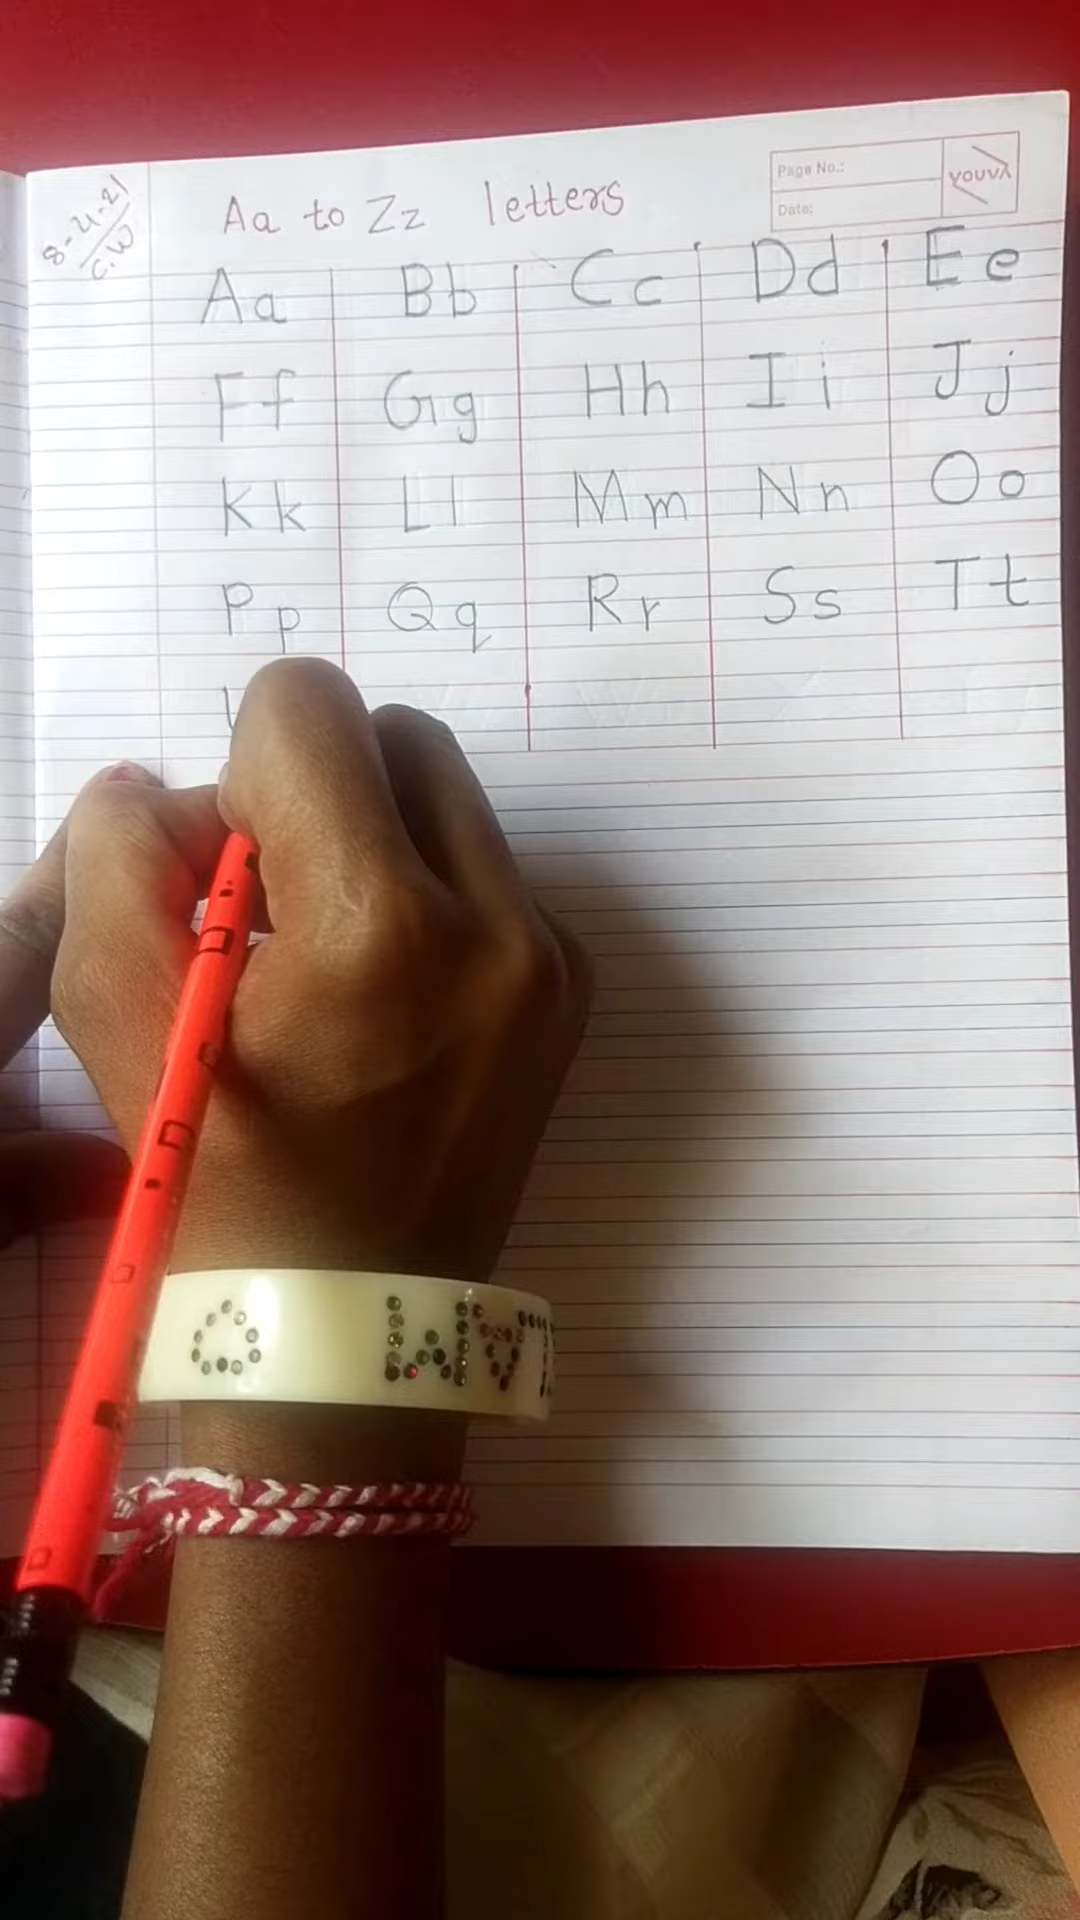 8-4-21
C.W
Aa to Zz letters
Page No.:
Date:
youva
Aa Bb Cc Dd Ee
Ff Gg Hh Ii Jj
Kk Ll Mm Nn Oo
Pp Qq Rr Ss Tt